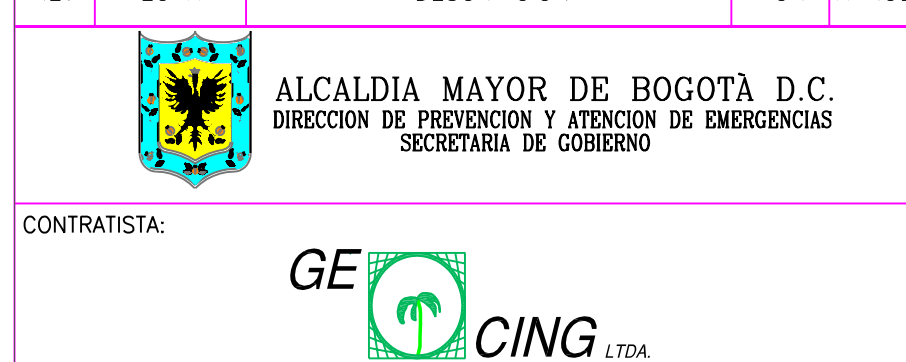 ALCALDIA MAYOR DE BOGOTÀ D.C.
DIRECCION DE PREVENCION Y ATENCION DE EMERGENCIAS
SECRETARIA DE GOBIERNO
CONTRATISTA:
GE
CING LTDA.